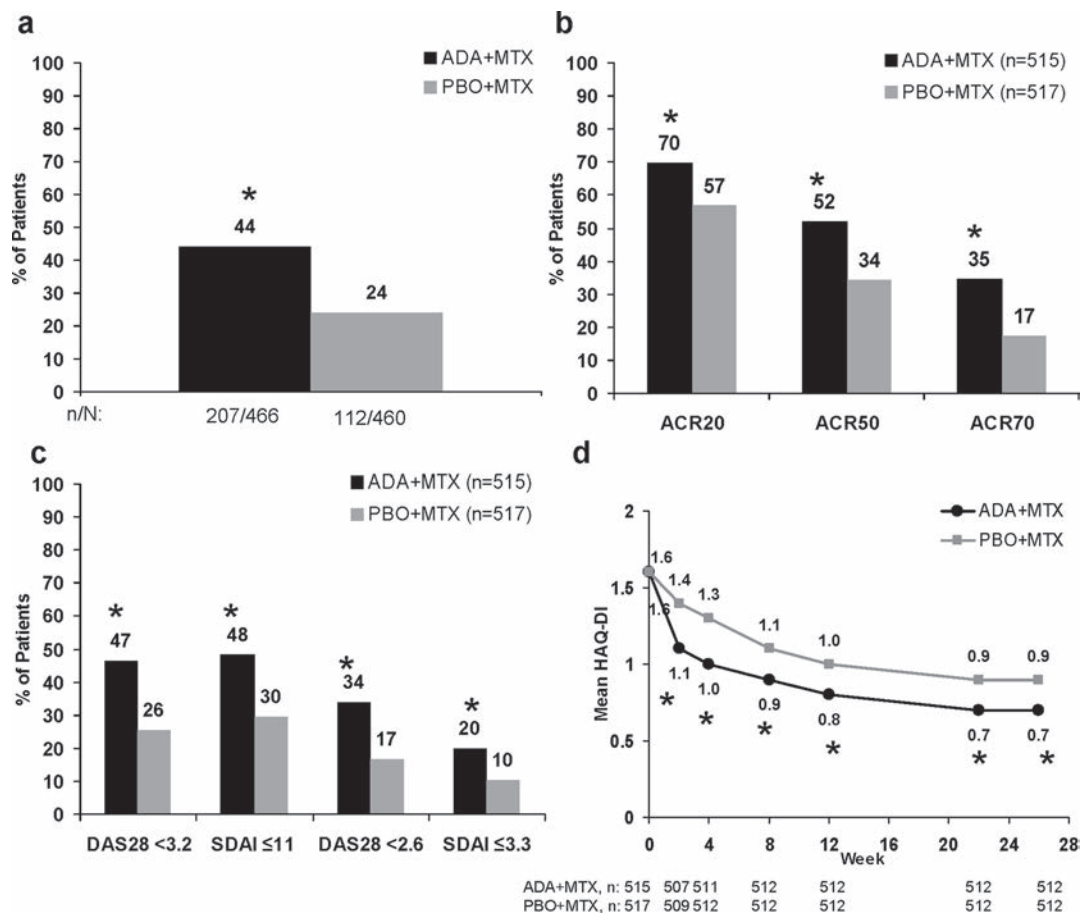 a
ADA+MTX
PBO+MTX
100
90
80
70
60
50
40
30
20
10
0
% of Patients
*
44
24
n/N: 207/466 112/460
b
ADA+MTX (n=515)
PBO+MTX (n=517)
100
90
80
70
60
50
40
30
20
10
0
% of Patients
* * *
70 57 52 34 35 17
ACR20 ACR50 ACR70
c
ADA+MTX (n=515)
PBO+MTX (n=517)
100
90
80
70
60
50
40
30
20
10
0
% of Patients
* * * *
47 26 48 30 34 17 20 10
DAS28 <3.2 SDAI ≤11 DAS28 <2.6 SDAI ≤3.3
d
ADA+MTX
PBO+MTX
2
1.5
1
0.5
0
Mean HAQ-DI
1.6 1.4 1.3 1.1 1.0 0.9 0.9
1.6 1.1 1.0 0.9 0.8 0.7 0.7
* * * * * *
0 4 8 12 16 20 24 28
Week
ADA+MTX, n: 515 507 511 512 512 512 512
PBO+MTX, n: 517 509 512 512 512 512 512